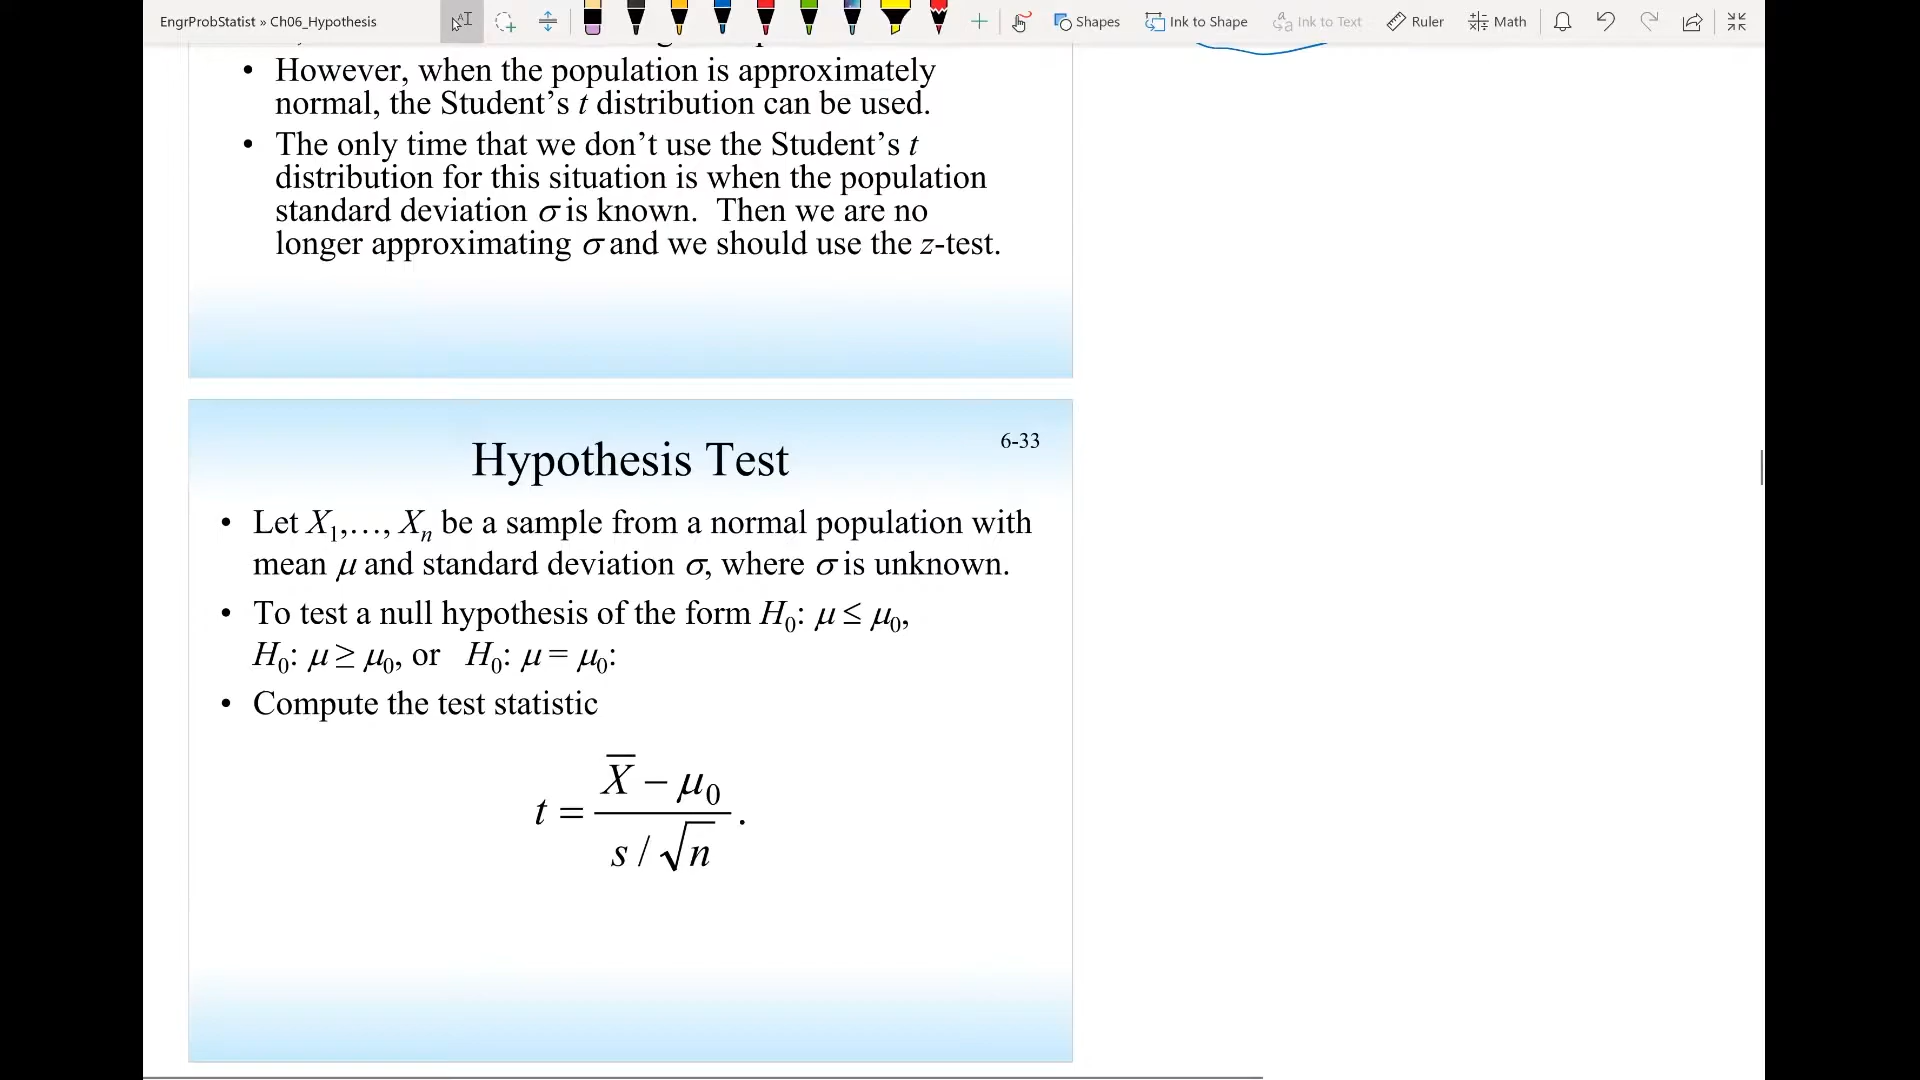 EngrProbStatist » Ch06_Hypothesis
Shapes
Ink to Shape
Ink to Text
Ruler
Math
• However, when the population is approximately
normal, the Student’s t distribution can be used.
• The only time that we don’t use the Student’s t
distribution for this situation is when the population
standard deviation σ is known. Then we are no
longer approximating σ and we should use the z-test.
6-33
Hypothesis Test
• Let X₁,…, Xₙ be a sample from a normal population with
mean μ and standard deviation σ, where σ is unknown.
• To test a null hypothesis of the form H₀: μ ≤ μ₀,
H₀: μ ≥ μ₀, or H₀: μ = μ₀:
• Compute the test statistic
t = (X̅ − μ₀) / (s / √n).